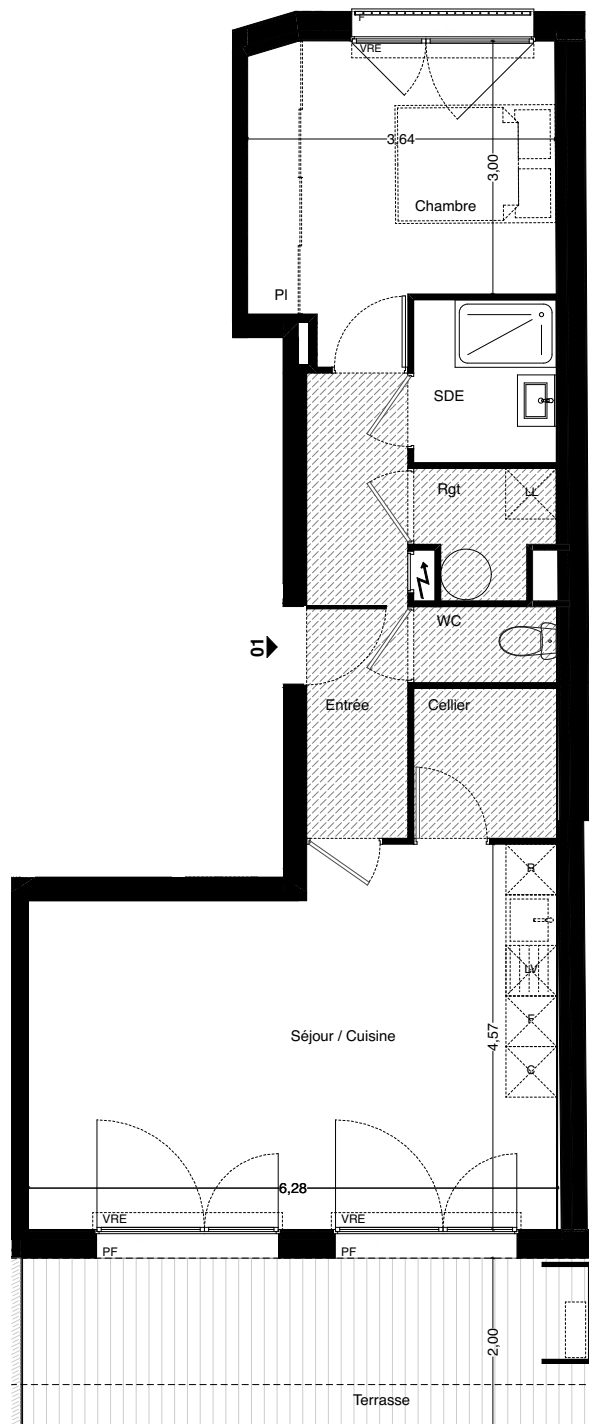 F
VRE
3,64
3,00
Chambre
Pl
SDE
Rgt
LL
WC
01
Entrée
Cellier
R
LV
F
C
Séjour / Cuisine
4,57
6,28
VRE
VRE
PF
PF
2,00
Terrasse